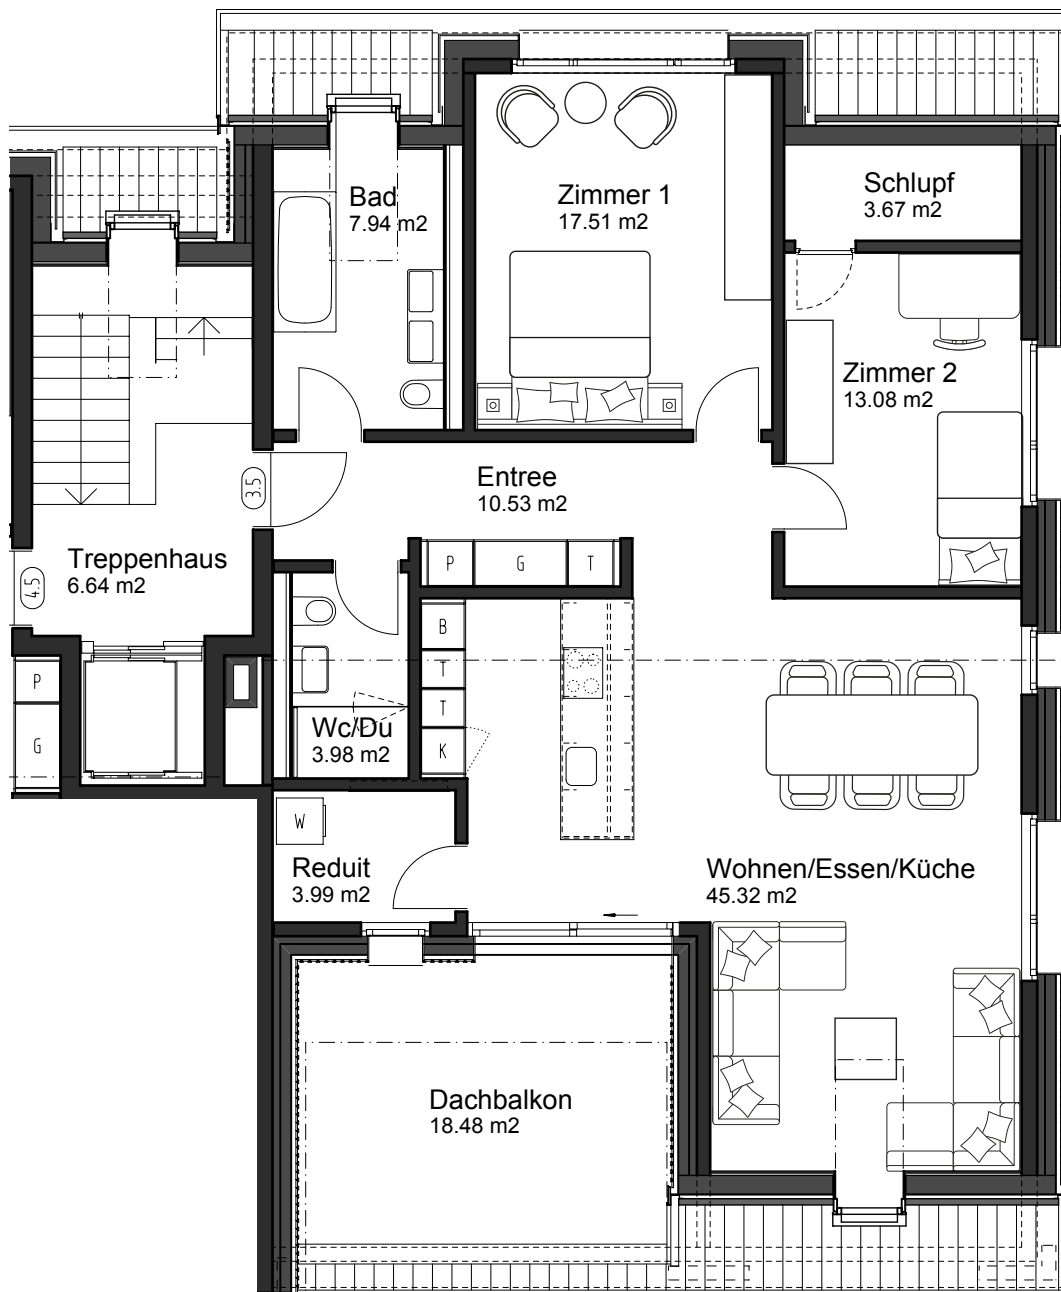 Bad
7.94 m2
Zimmer 1
17.51 m2
Schlupf
3.67 m2
Zimmer 2
13.08 m2
Entree
10.53 m2
3.5
Treppenhaus
6.64 m2
4.5
P
G
T
B
T
T
K
P
G
Wc/Du
3.98 m2
W
Reduit
3.99 m2
Wohnen/Essen/Küche
45.32 m2
Dachbalkon
18.48 m2